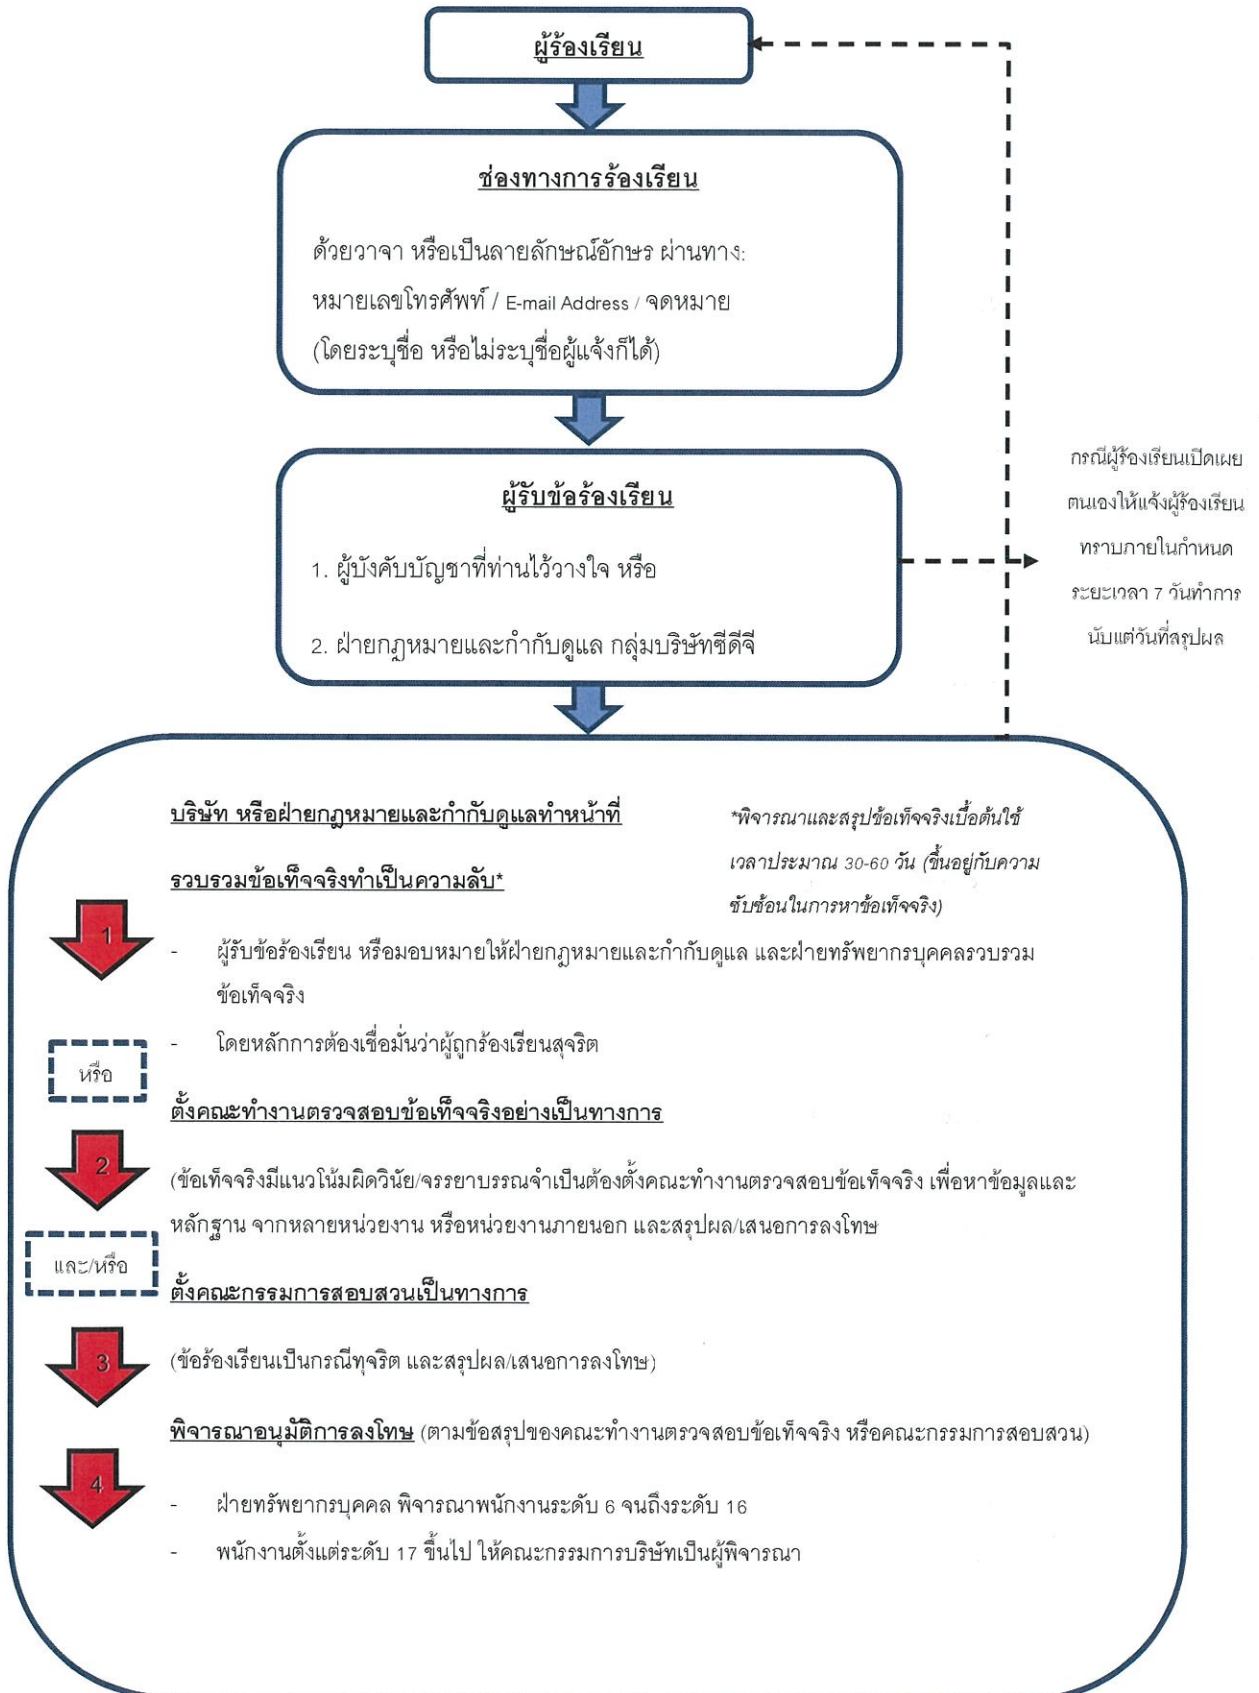 ผู้ร้องเรียน
ช่องทางการร้องเรียน
ด้วยวาจา หรือเป็นลายลักษณ์อักษร ผ่านทาง:
หมายเลขโทรศัพท์ / E-mail Address / จดหมาย
(โดยระบุชื่อ หรือไม่ระบุชื่อผู้แจ้งก็ได้)
ผู้รับข้อร้องเรียน
1. ผู้บังคับบัญชาที่ท่านไว้วางใจ หรือ
2. ฝ่ายกฎหมายและกำกับดูแล กลุ่มบริษัทซีดีจี
กรณีผู้ร้องเรียนเปิดเผย
ตนเองให้แจ้งผู้ร้องเรียน
ทราบภายในกำหนด
ระยะเวลา 7 วันทำการ
นับแต่วันที่สรุปผล
บริษัท หรือฝ่ายกฎหมายและกำกับดูแลทำหน้าที่
รวบรวมข้อเท็จจริงทำเป็นความลับ*
*พิจารณาและสรุปข้อเท็จจริงเบื้อต้นใช้
เวลาประมาณ 30-60 วัน (ขึ้นอยู่กับความ
ซับซ้อนในการหาข้อเท็จจริง)
1
- ผู้รับข้อร้องเรียน หรือมอบหมายให้ฝ่ายกฎหมายและกำกับดูแล และฝ่ายทรัพยากรบุคคลรวบรวม
ข้อเท็จจริง
- โดยหลักการต้องเชื่อมั่นว่าผู้ถูกร้องเรียนสุจริต
หรือ
ตั้งคณะทำงานตรวจสอบข้อเท็จจริงอย่างเป็นทางการ
2
(ข้อเท็จจริงมีแนวโน้มผิดวินัย/จรรยาบรรณจำเป็นต้องตั้งคณะทำงานตรวจสอบข้อเท็จจริง เพื่อหาข้อมูลและ
หลักฐาน จากหลายหน่วยงาน หรือหน่วยงานภายนอก และสรุปผล/เสนอการลงโทษ
และ/หรือ
ตั้งคณะกรรมการสอบสวนเป็นทางการ
3
(ข้อร้องเรียนเป็นกรณีทุจริต และสรุปผล/เสนอการลงโทษ)
พิจารณาอนุมัติการลงโทษ (ตามข้อสรุปของคณะทำงานตรวจสอบข้อเท็จจริง หรือคณะกรรมการสอบสวน)
4
- ฝ่ายทรัพยากรบุคคล พิจารณาพนักงานระดับ 6 จนถึงระดับ 16
- พนักงานตั้งแต่ระดับ 17 ขึ้นไป ให้คณะกรรมการบริษัทเป็นผู้พิจารณา